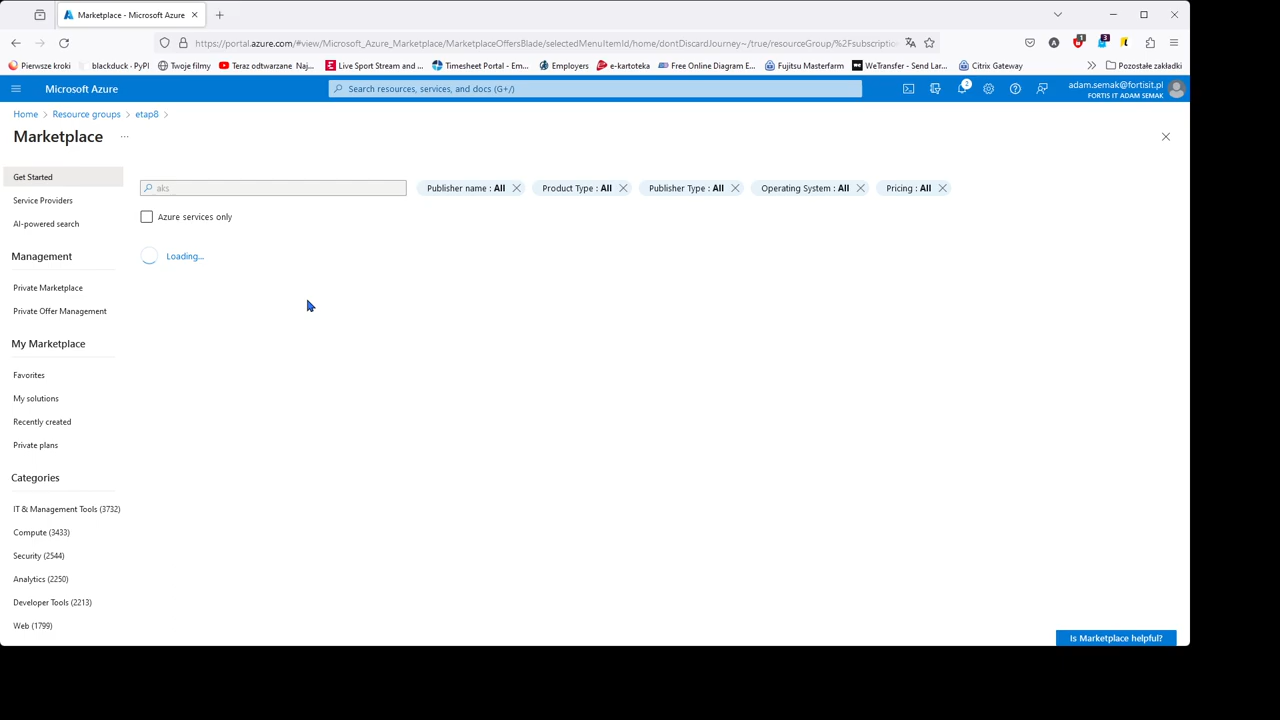 Marketplace - Microsoft Azure
https://portal.azure.com/#view/Microsoft_Azure_Marketplace/MarketplaceOffersBlade/selectedMenuItemId/home/dontDiscardJourney~/true/resourceGroup/%2Fsubscription
Pierwsze kroki
blackduck · PyPI
Twoje filmy
Teraz odtwarzane Naj...
Live Sport Stream and ...
Timesheet Portal - Em...
Employers
e-kartoteka
Free Online Diagram E...
Fujitsu Masterfarm
WeTransfer - Send Lar...
Citrix Gateway
Pozostałe zakładki
Microsoft Azure
Search resources, services, and docs (G+/)
2
adam.semak@fortisit.pl
FORTIS IT ADAM SEMAK
Home > Resource groups > etap8 >
Marketplace ...
Get Started
Service Providers
AI-powered search
Management
Private Marketplace
Private Offer Management
My Marketplace
Favorites
My solutions
Recently created
Private plans
Categories
IT & Management Tools (3732)
Compute (3433)
Security (2544)
Analytics (2250)
Developer Tools (2213)
Web (1799)
aks
Publisher name : All
Product Type : All
Publisher Type : All
Operating System : All
Pricing : All
Azure services only
Loading...
Is Marketplace helpful?